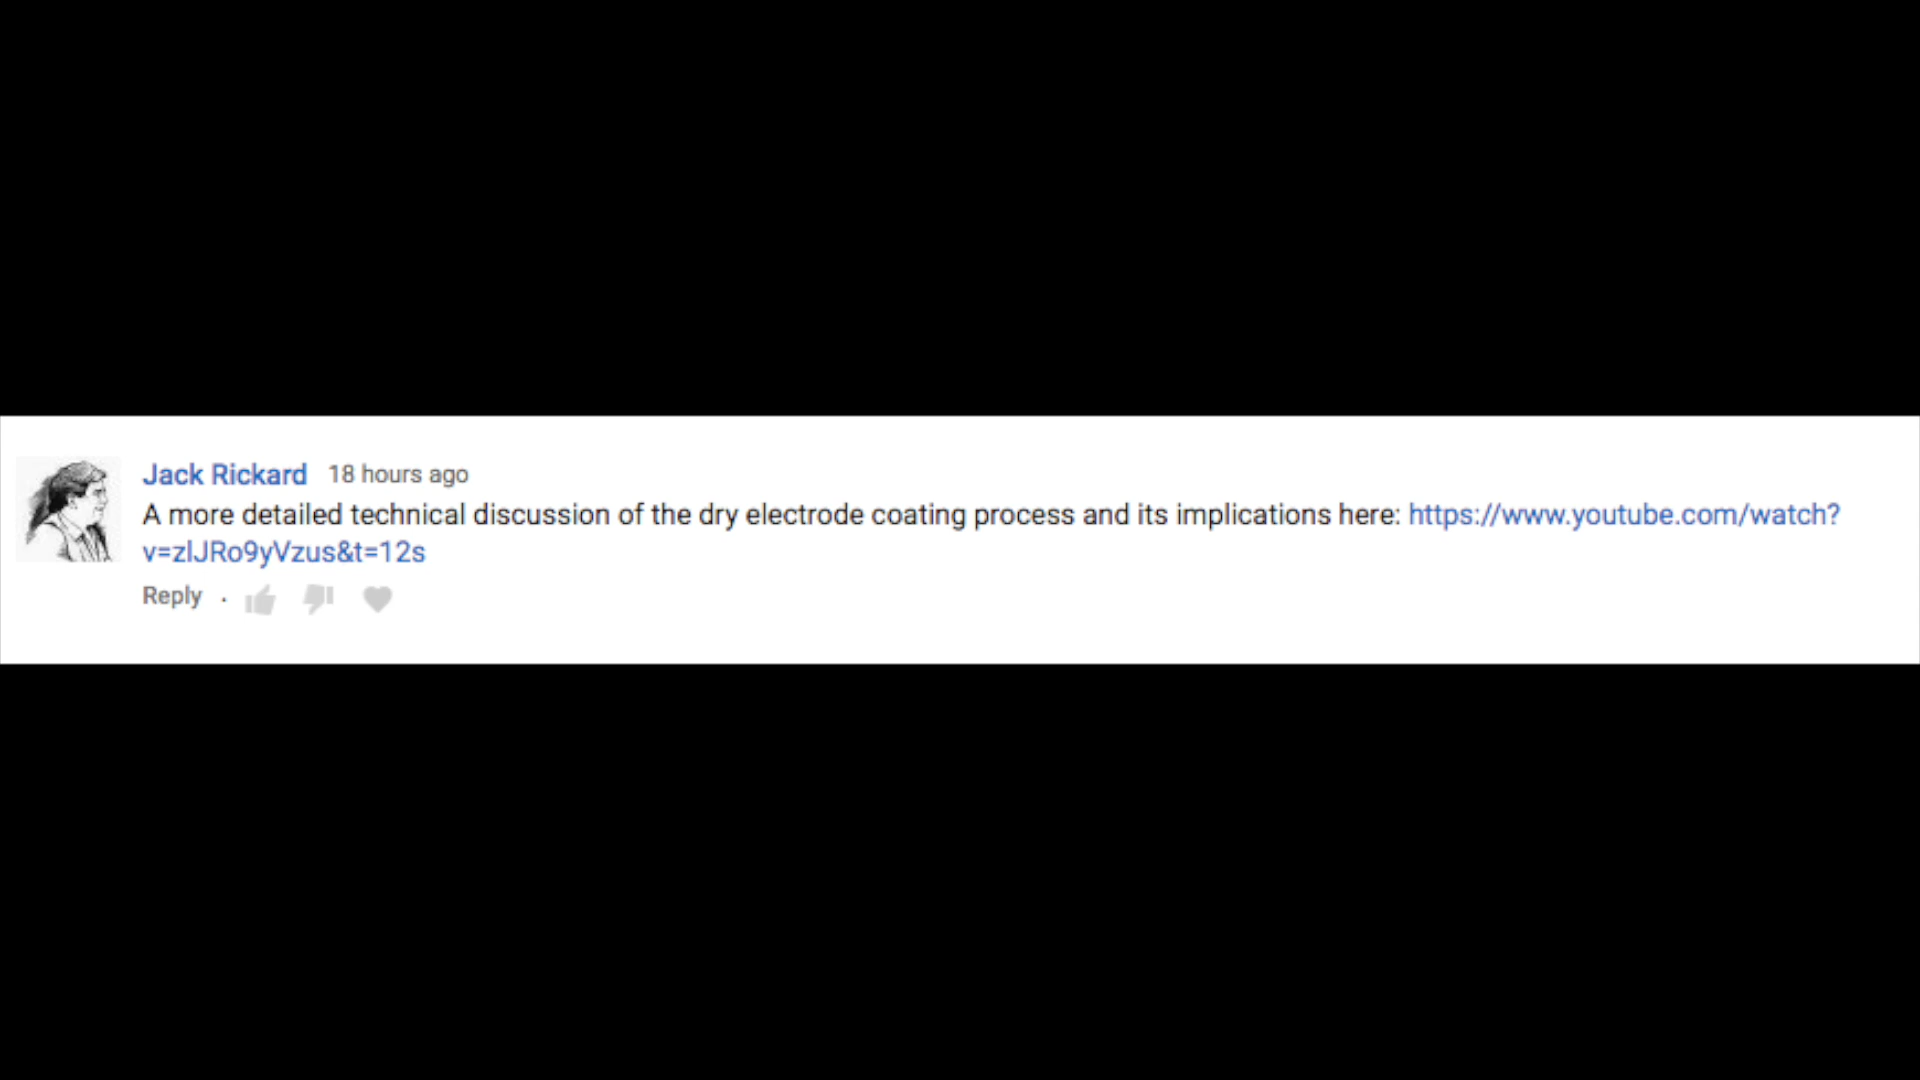 Jack Rickard 18 hours ago
A more detailed technical discussion of the dry electrode coating process and its implications here: https://www.youtube.com/watch?
v=zlJRo9yVzus&t=12s
Reply ·